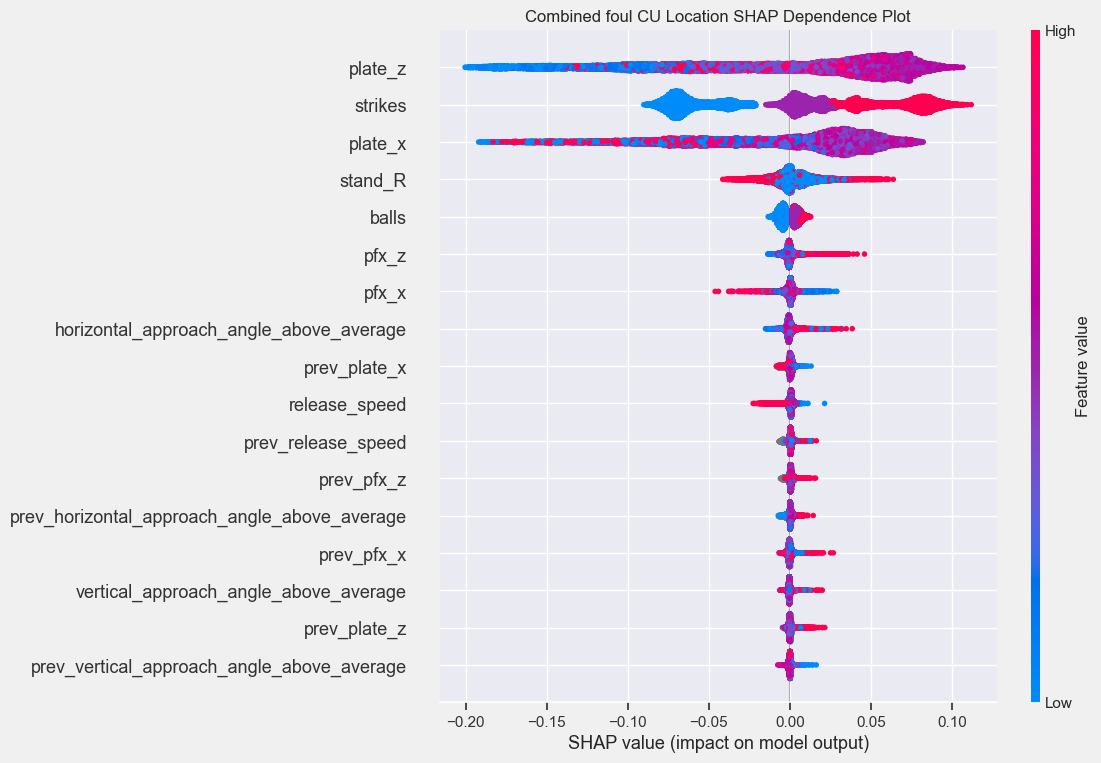 Combined foul CU Location SHAP Dependence Plot
High
plate_z
strikes
plate_x
stand_R
balls
pfx_z
pfx_x
horizontal_approach_angle_above_average
prev_plate_x
release_speed
prev_release_speed
prev_pfx_z
prev_horizontal_approach_angle_above_average
prev_pfx_x
vertical_approach_angle_above_average
prev_plate_z
prev_vertical_approach_angle_above_average
Feature value
Low
−0.20 −0.15 −0.10 −0.05 0.00 0.05 0.10
SHAP value (impact on model output)